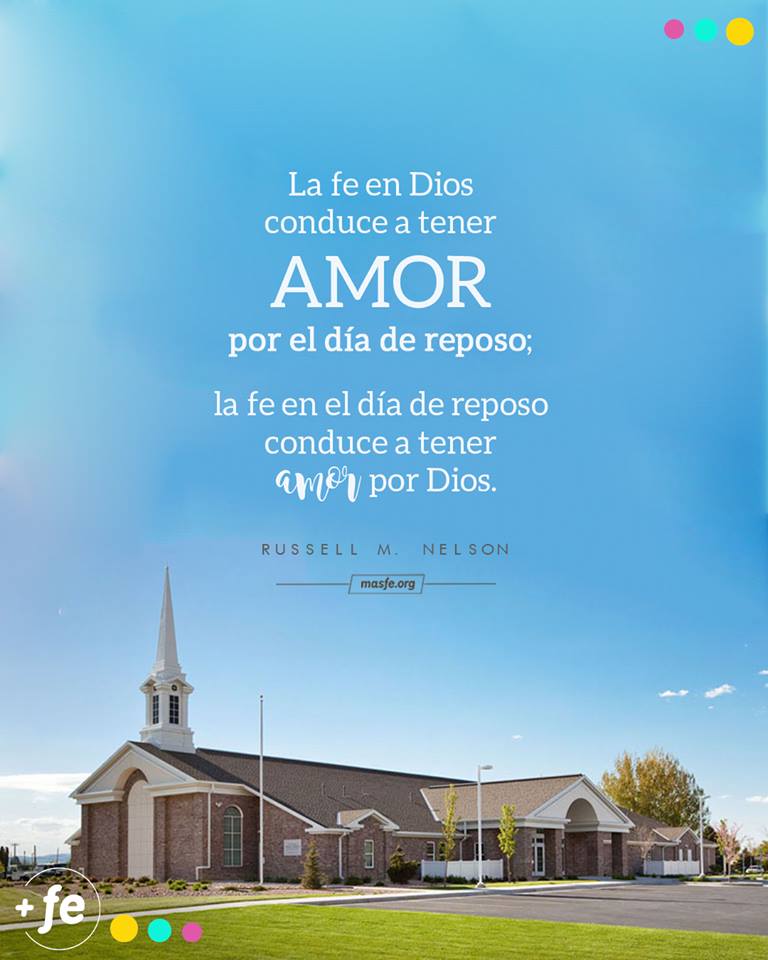 La fe en Dios
conduce a tener
AMOR
por el día de reposo;
la fe en el día de reposo
conduce a tener
amor por Dios.
RUSSELL M. NELSON
masfe.org
+fe